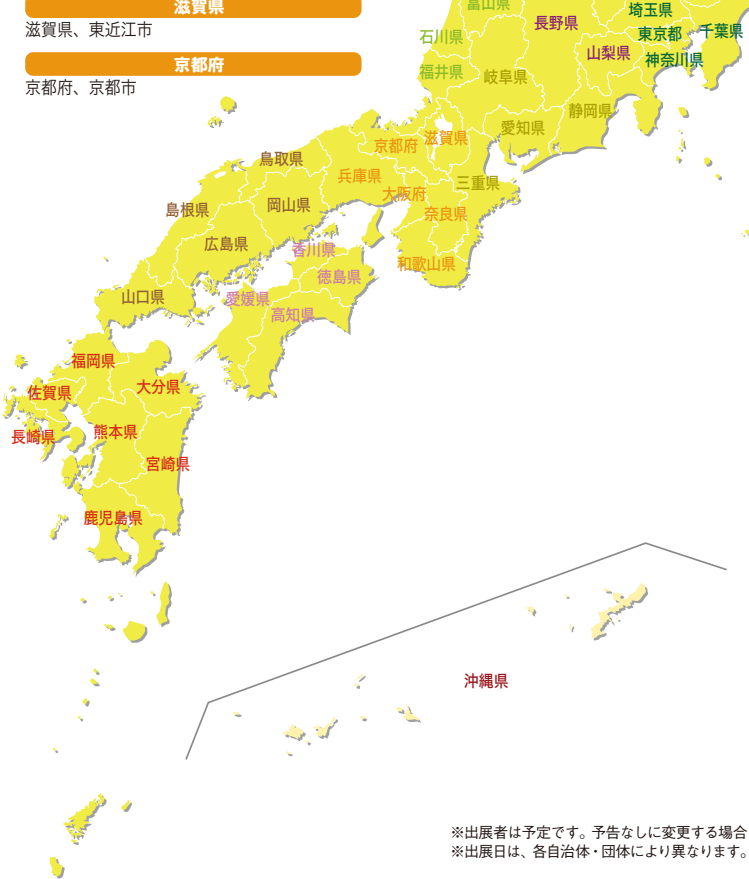 滋賀県
滋賀県、東近江市
京都府
京都府、京都市
富山県
石川県
福井県
長野県
山梨県
岐阜県
静岡県
愛知県
埼玉県
東京都
千葉県
神奈川県
京都府
滋賀県
兵庫県
大阪府
三重県
奈良県
和歌山県
鳥取県
島根県
岡山県
広島県
山口県
香川県
徳島県
愛媛県
高知県
福岡県
佐賀県
大分県
長崎県
熊本県
宮崎県
鹿児島県
沖縄県
※出展者は予定です。予告なしに変更する場合
※出展日は、各自治体・団体により異なります。